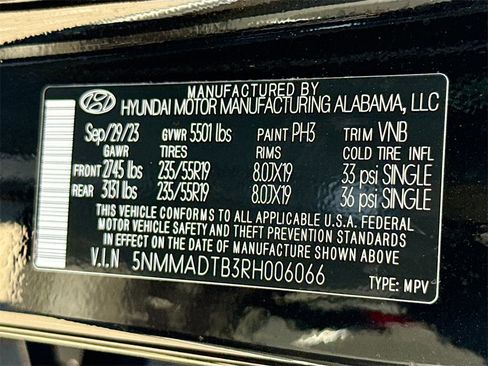 MANUFACTURED BY
HYUNDAI MOTOR MANUFACTURING ALABAMA, LLC
Sep/29/23 GVWR 5501 lbs PAINT PH3 TRIM VNB
GAWR TIRES RIMS COLD TIRE INFL
FRONT 2745 lbs 235/55R19 8.0JX19 33 psi SINGLE
REAR 3131 lbs 235/55R19 8.0JX19 36 psi SINGLE
THIS VEHICLE CONFORMS TO ALL APPLICABLE U.S.A. FEDERAL
MOTOR VEHICLE SAFETY AND THEFT PREVENTION STANDARDS
IN EFFECT ON THE DATE OF MANUFACTURE SHOWN ABOVE
V.I.N 5NMMADTB3RH006066
TYPE: MPV